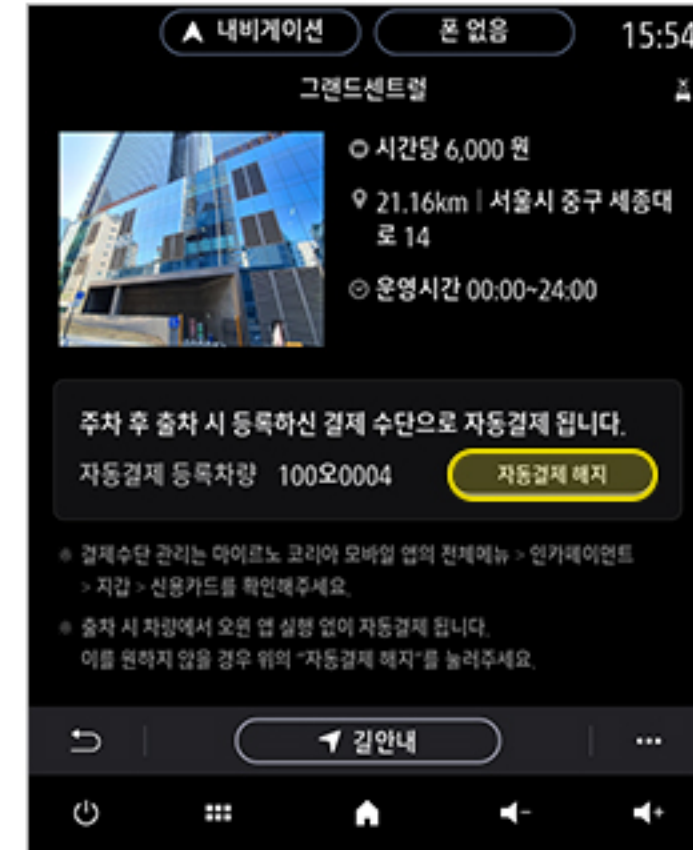 내비게이션 폰 없음 15:54
그랜드센트럴
시간당 6,000 원
21.16km | 서울시 중구 세종대
로 14
운영시간 00:00~24:00
주차 후 출차 시 등록하신 결제 수단으로 자동결제 됩니다.
자동결제 등록차량 100오0004 자동결제 해지
결제수단 관리는 마이르노 코리아 모바일 앱의 전체메뉴 > 인카페이먼트
> 지갑 > 신용카드를 확인해주세요.
출차 시 차량에서 오윈 앱 실행 없이 자동결제 됩니다.
이를 원하지 않을 경우 위의 "자동결제 해지"를 눌러주세요.
길안내